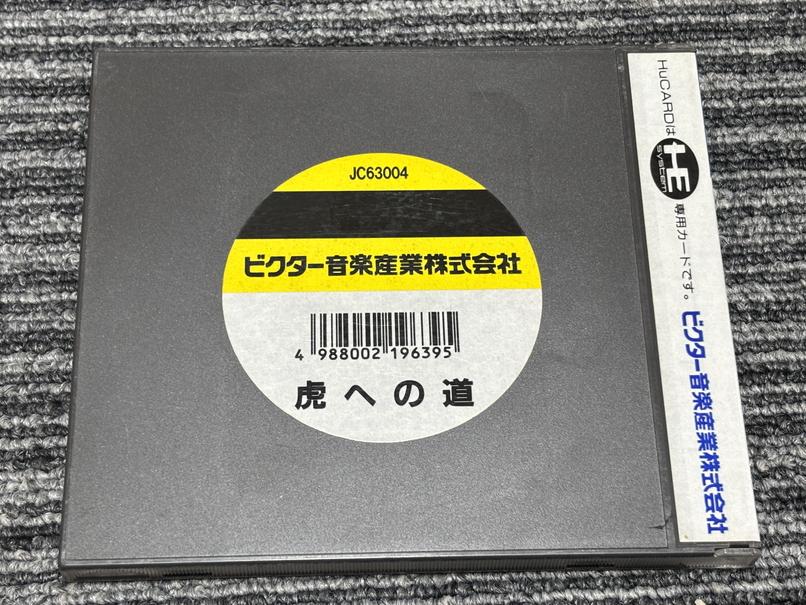 JC63004
ビクター音楽産業株式会社
4 988002 196395
虎への道
HuCARDは HE SYSTEM 専用カードです。 ビクター音楽産業株式会社